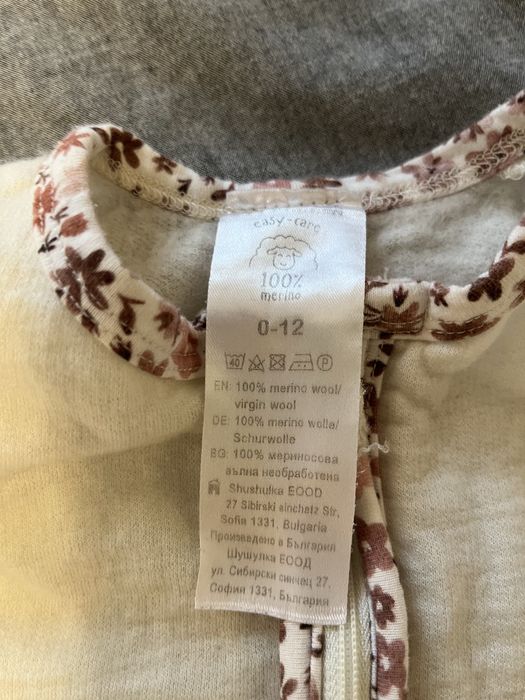 easy-care
100%
merino
0-12
40 P
EN: 100% merino wool/
virgin wool
DE: 100% merino wolle/
Schurwolle
BG: 100% мериносова
вълна необработена
Shushulka EOOD
27 Sibirski sinchetz Str,
Sofia 1331, Bulgaria
Произведено в България
Шушулка ЕООД
ул. Сибирски синчец 27,
София 1331, България